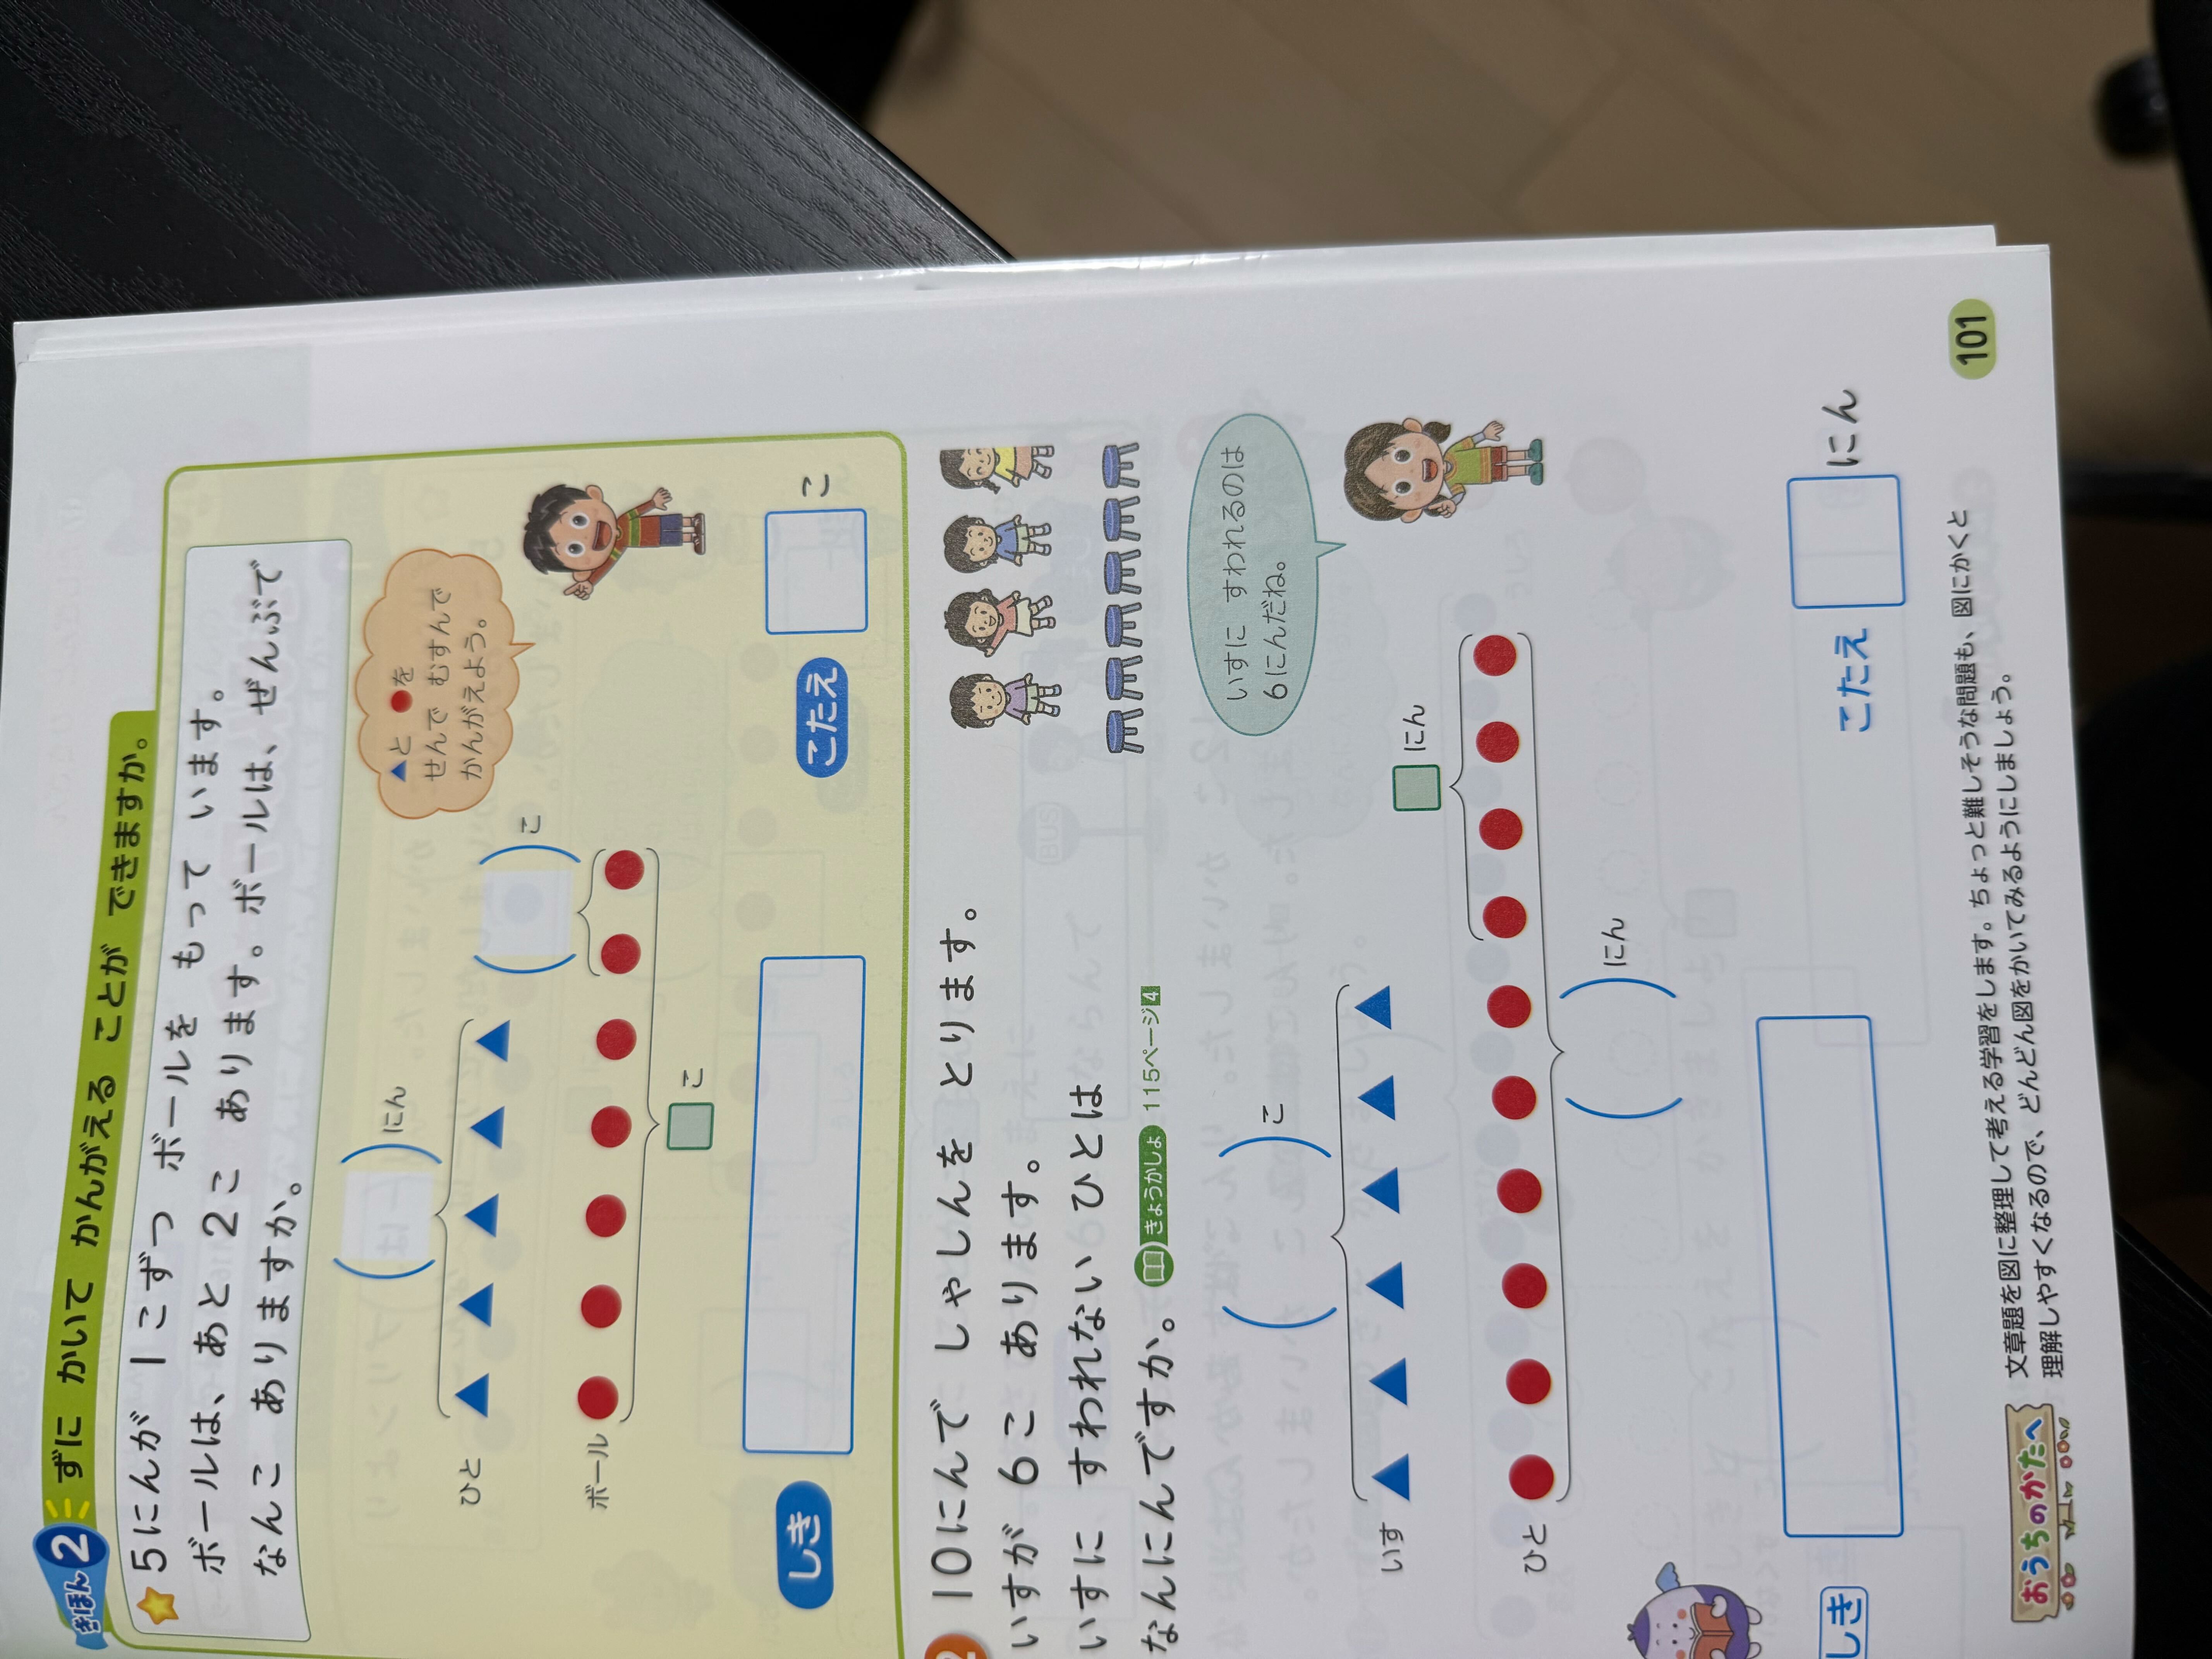 きほん 2 ずに かいて かんがえる ことが できますか。
5にんが 1こずつ ボールを もって います。
ボールは、あと 2こ あります。ボールは、ぜんぶで
なんこ ありますか。
▲と ●を
せんで むすんで
かんがえよう。
( )にん
( )こ
ひと
ボール
□こ
しき
こたえ
こ
2 10にんで しゃしんを とります。
いすが 6こ あります。
いすに すわれない ひとは
なんにんですか。
きょうかしょ 115ページ4
いすに すわれるのは
6にんだね。
( )こ
いす
□にん
ひと
( )にん
しき
こたえ
にん
おうちのかたへ
文章題を図に整理して考える学習をします。ちょっと難しそうな問題も、図にかくと
理解しやすくなるので、どんどん図をかいてみるようにしましょう。
101